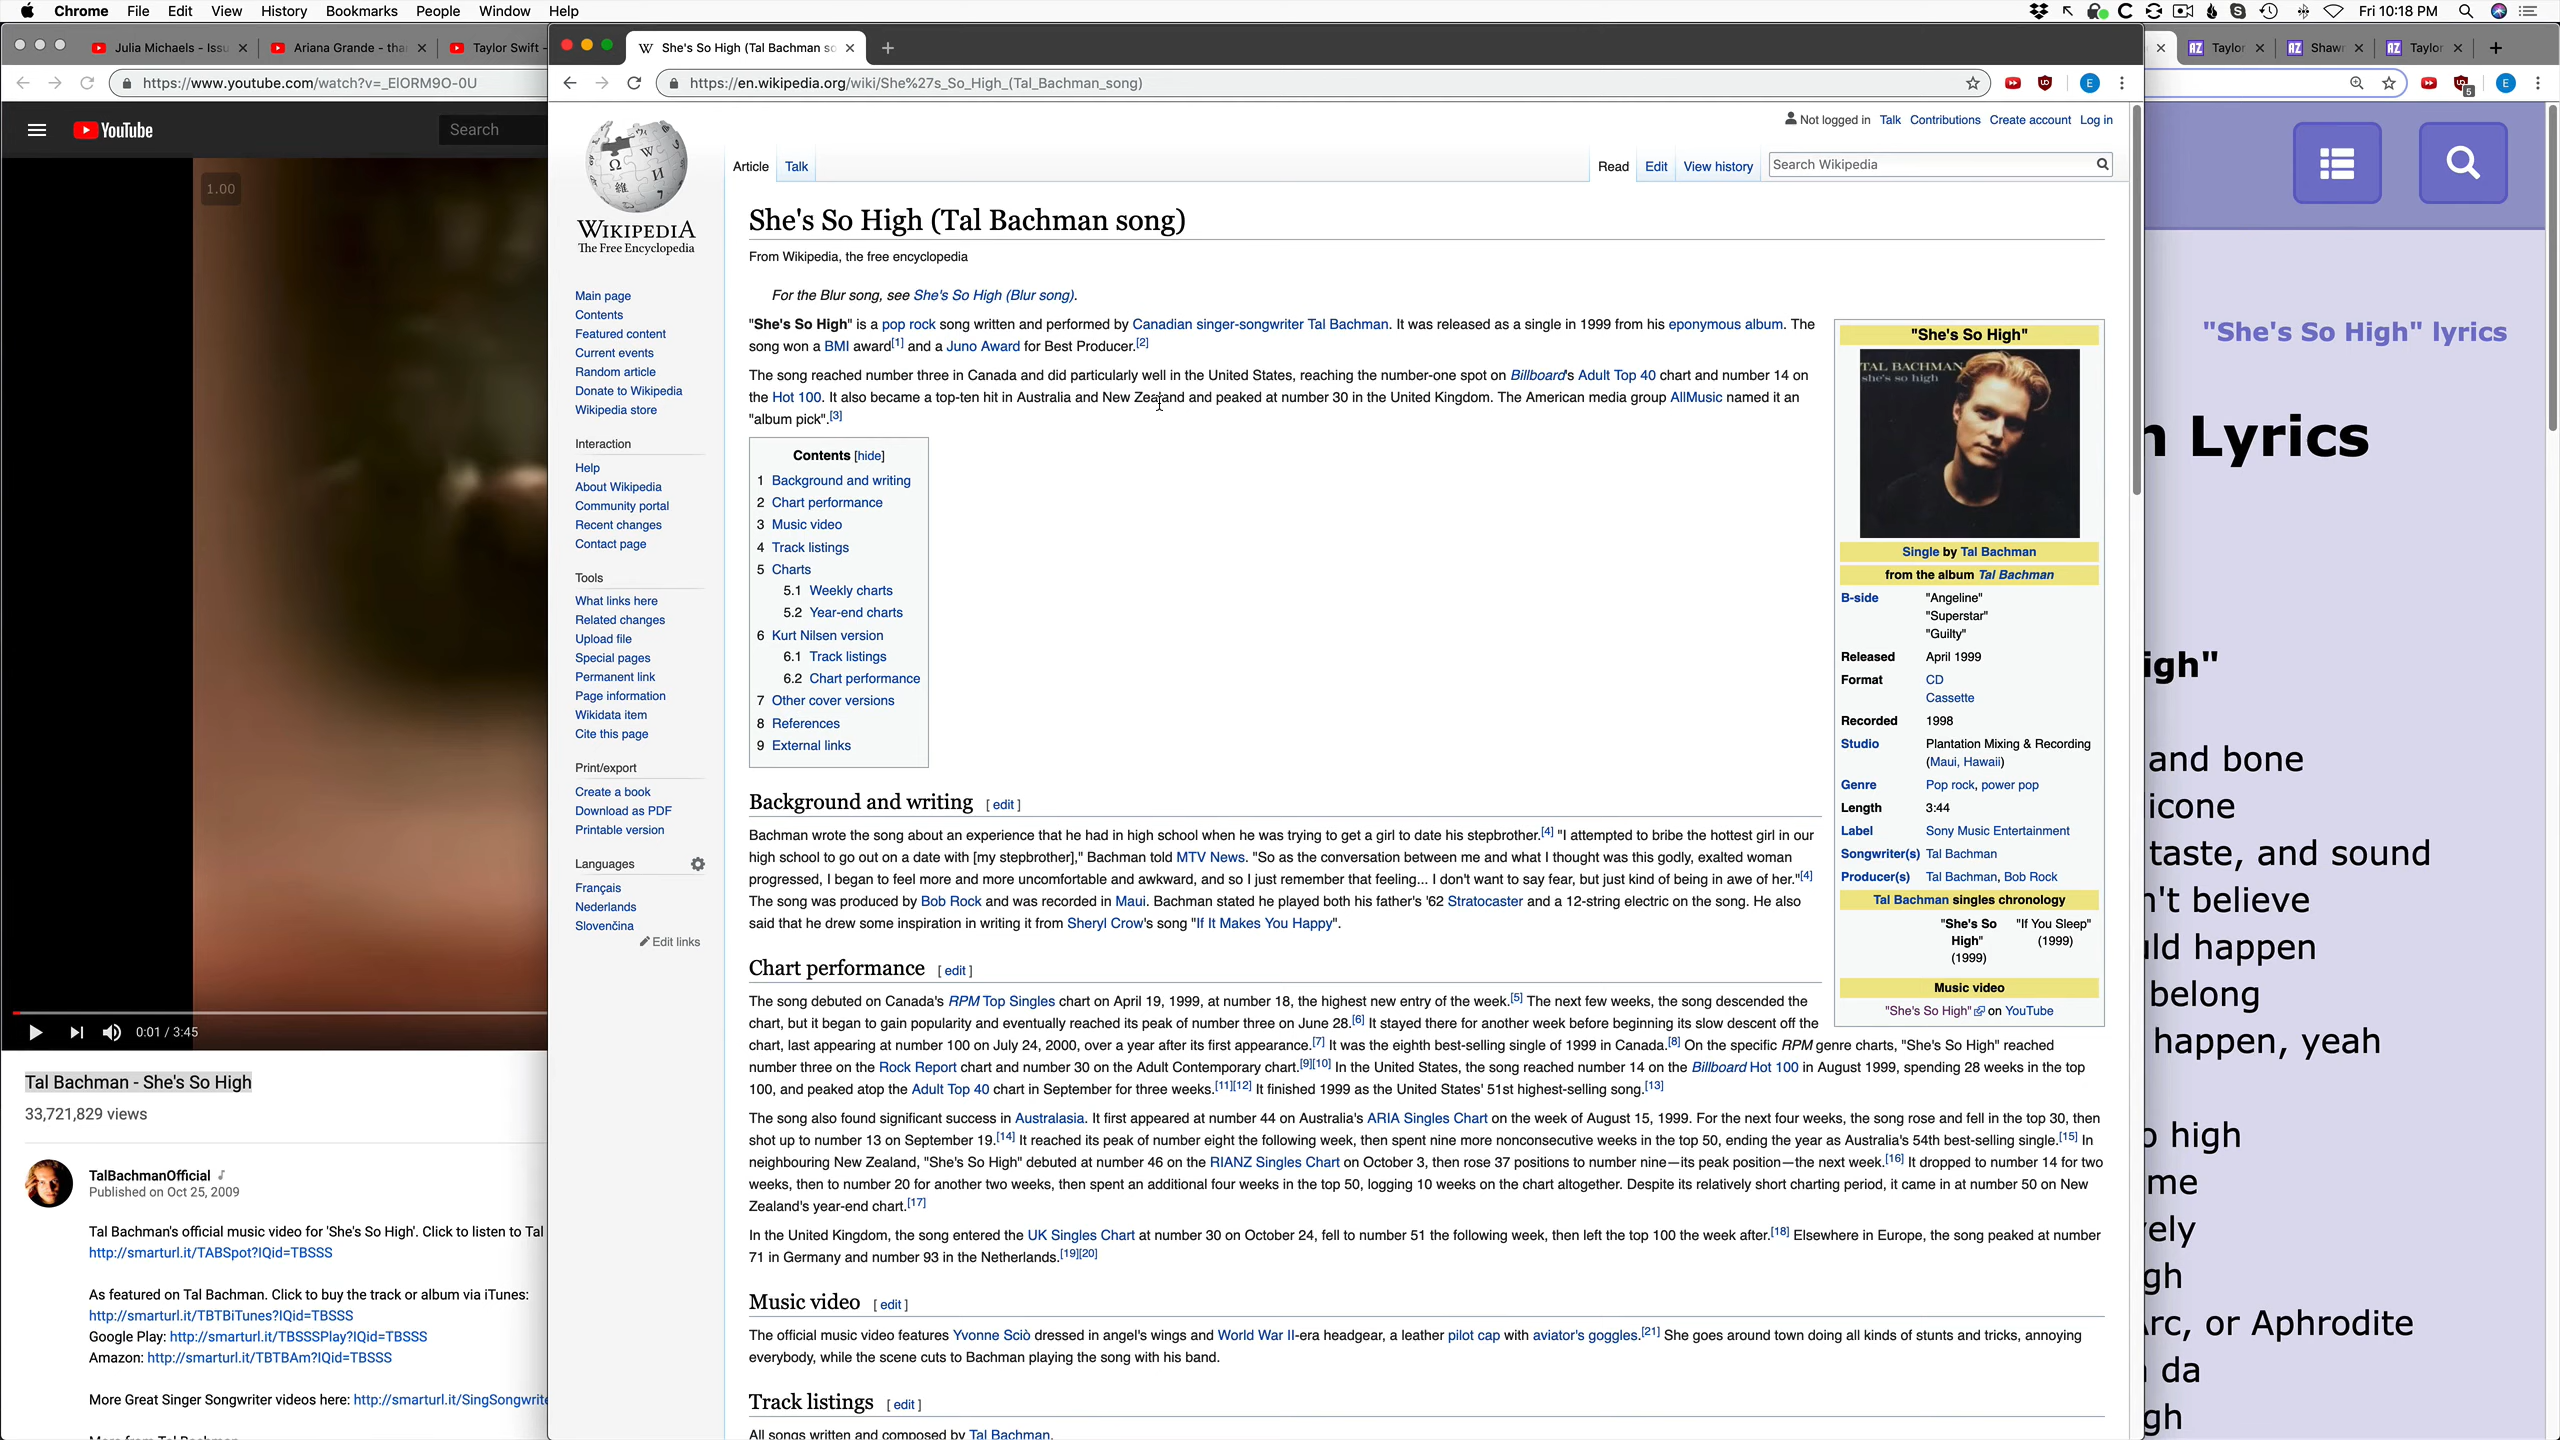 Chrome File Edit View History Bookmarks People Window Help
Fri 10:18 PM
Julia Michaels - Issu
Ariana Grande - tha
Taylor Swift -
https://www.youtube.com/watch?v=_ElORM9O-0U
YouTube
Search
1.00
0:01 / 3:45
Tal Bachman - She's So High
33,721,829 views
TalBachmanOfficial
Published on Oct 25, 2009
Tal Bachman's official music video for 'She's So High'. Click to listen to Tal
http://smarturl.it/TABSpot?IQid=TBSSS
As featured on Tal Bachman. Click to buy the track or album via iTunes:
http://smarturl.it/TBTBiTunes?IQid=TBSSS
Google Play: http://smarturl.it/TBSSSPlay?IQid=TBSSS
Amazon: http://smarturl.it/TBTBAm?IQid=TBSSS
More Great Singer Songwriter videos here: http://smarturl.it/SingSongwrite
She's So High (Tal Bachman so
https://en.wikipedia.org/wiki/She%27s_So_High_(Tal_Bachman_song)
E
WIKIPEDIA
The Free Encyclopedia
Not logged in Talk Contributions Create account Log in
Article Talk
Read Edit View history
Search Wikipedia
Main page
Contents
Featured content
Current events
Random article
Donate to Wikipedia
Wikipedia store
Interaction
Help
About Wikipedia
Community portal
Recent changes
Contact page
Tools
What links here
Related changes
Upload file
Special pages
Permanent link
Page information
Wikidata item
Cite this page
Print/export
Create a book
Download as PDF
Printable version
Languages
Français
Nederlands
Slovenčina
Edit links
She's So High (Tal Bachman song)
From Wikipedia, the free encyclopedia
For the Blur song, see She's So High (Blur song).
"She's So High" is a pop rock song written and performed by Canadian singer-songwriter Tal Bachman. It was released as a single in 1999 from his eponymous album. The
song won a BMI award[1] and a Juno Award for Best Producer.[2]
The song reached number three in Canada and did particularly well in the United States, reaching the number-one spot on Billboard's Adult Top 40 chart and number 14 on
the Hot 100. It also became a top-ten hit in Australia and New Zealand and peaked at number 30 in the United Kingdom. The American media group AllMusic named it an
"album pick".[3]
Contents [hide]
1 Background and writing
2 Chart performance
3 Music video
4 Track listings
5 Charts
5.1 Weekly charts
5.2 Year-end charts
6 Kurt Nilsen version
6.1 Track listings
6.2 Chart performance
7 Other cover versions
8 References
9 External links
Background and writing [ edit ]
Bachman wrote the song about an experience that he had in high school when he was trying to get a girl to date his stepbrother.[4] "I attempted to bribe the hottest girl in our
high school to go out on a date with [my stepbrother]," Bachman told MTV News. "So as the conversation between me and what I thought was this godly, exalted woman
progressed, I began to feel more and more uncomfortable and awkward, and so I just remember that feeling... I don't want to say fear, but just kind of being in awe of her."[4]
The song was produced by Bob Rock and was recorded in Maui. Bachman stated he played both his father's '62 Stratocaster and a 12-string electric on the song. He also
said that he drew some inspiration in writing it from Sheryl Crow's song "If It Makes You Happy".
Chart performance [ edit ]
The song debuted on Canada's RPM Top Singles chart on April 19, 1999, at number 18, the highest new entry of the week.[5] The next few weeks, the song descended the
chart, but it began to gain popularity and eventually reached its peak of number three on June 28.[6] It stayed there for another week before beginning its slow descent off the
chart, last appearing at number 100 on July 24, 2000, over a year after its first appearance.[7] It was the eighth best-selling single of 1999 in Canada.[8] On the specific RPM genre charts, "She's So High" reached
number three on the Rock Report chart and number 30 on the Adult Contemporary chart.[9][10] In the United States, the song reached number 14 on the Billboard Hot 100 in August 1999, spending 28 weeks in the top
100, and peaked atop the Adult Top 40 chart in September for three weeks.[11][12] It finished 1999 as the United States' 51st highest-selling song.[13]
The song also found significant success in Australasia. It first appeared at number 44 on Australia's ARIA Singles Chart on the week of August 15, 1999. For the next four weeks, the song rose and fell in the top 30, then
shot up to number 13 on September 19.[14] It reached its peak of number eight the following week, then spent nine more nonconsecutive weeks in the top 50, ending the year as Australia's 54th best-selling single.[15] In
neighbouring New Zealand, "She's So High" debuted at number 46 on the RIANZ Singles Chart on October 3, then rose 37 positions to number nine—its peak position—the next week.[16] It dropped to number 14 for two
weeks, then to number 20 for another two weeks, then spent an additional four weeks in the top 50, logging 10 weeks on the chart altogether. Despite its relatively short charting period, it came in at number 50 on New
Zealand's year-end chart.[17]
In the United Kingdom, the song entered the UK Singles Chart at number 30 on October 24, fell to number 51 the following week, then left the top 100 the week after.[18] Elsewhere in Europe, the song peaked at number
71 in Germany and number 93 in the Netherlands.[19][20]
Music video [ edit ]
The official music video features Yvonne Sciò dressed in angel's wings and World War II-era headgear, a leather pilot cap with aviator's goggles.[21] She goes around town doing all kinds of stunts and tricks, annoying
everybody, while the scene cuts to Bachman playing the song with his band.
Track listings [ edit ]
All songs written and composed by Tal Bachman.
"She's So High"
TAL BACHMAN
she's so high
Single by Tal Bachman
from the album Tal Bachman
B-side "Angeline"
"Superstar"
"Guilty"
Released April 1999
Format CD
Cassette
Recorded 1998
Studio Plantation Mixing & Recording
(Maui, Hawaii)
Genre Pop rock, power pop
Length 3:44
Label Sony Music Entertainment
Songwriter(s) Tal Bachman
Producer(s) Tal Bachman, Bob Rock
Tal Bachman singles chronology
"She's So "If You Sleep"
High" (1999)
(1999)
Music video
"She's So High" on YouTube
AZ Taylor
AZ Shawn
AZ Taylor
5
E
"She's So High" lyrics
n Lyrics
igh"
and bone
icone
taste, and sound
n't believe
uld happen
belong
happen, yeah
o high
me
vely
gh
Arc, or Aphrodite
da
gh